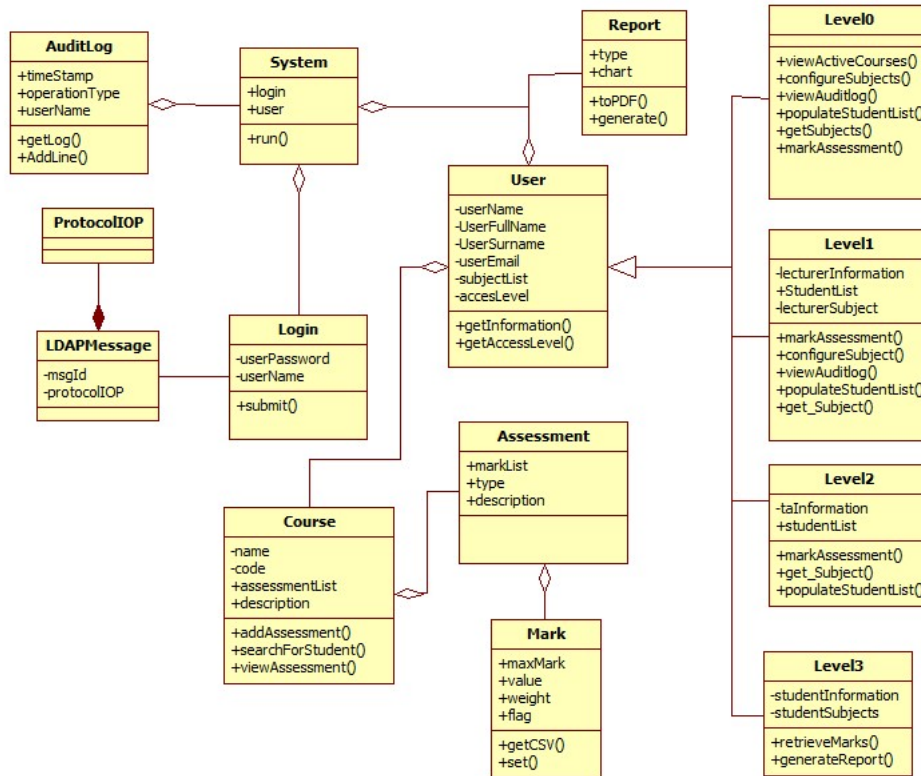 AuditLog
+timeStamp
+operationType
+userName
+getLog()
+AddLine()
System
+login
+user
+run()
Report
+type
+chart
+toPDF()
+generate()
Level0
+viewActiveCourses()
+configureSubjects()
+viewAuditlog()
+populateStudentList()
+getSubjects()
+markAssessment()
User
-userName
-UserFullName
-UserSurname
-userEmail
-subjectList
-accesLevel
+getInformation()
+getAccessLevel()
ProtocolIOP
Level1
-lecturerInformation
+StudentList
-lecturerSubject
+markAssessment()
+configureSubject()
+viewAuditlog()
+populateStudentList()
+get_Subject()
LDAPMessage
-msgId
-protocolIOP
Login
-userPassword
-userName
+submit()
Assessment
+markList
+type
+description
Level2
-taInformation
+studentList
+markAssessment()
+get_Subject()
+populateStudentList()
Course
-name
-code
+assessmentList
+description
+addAssessment()
+searchForStudent()
+viewAssessment()
Mark
+maxMark
+value
+weight
+flag
+getCSV()
+set()
Level3
-studentInformation
-studentSubjects
+retrieveMarks()
+generateReport()